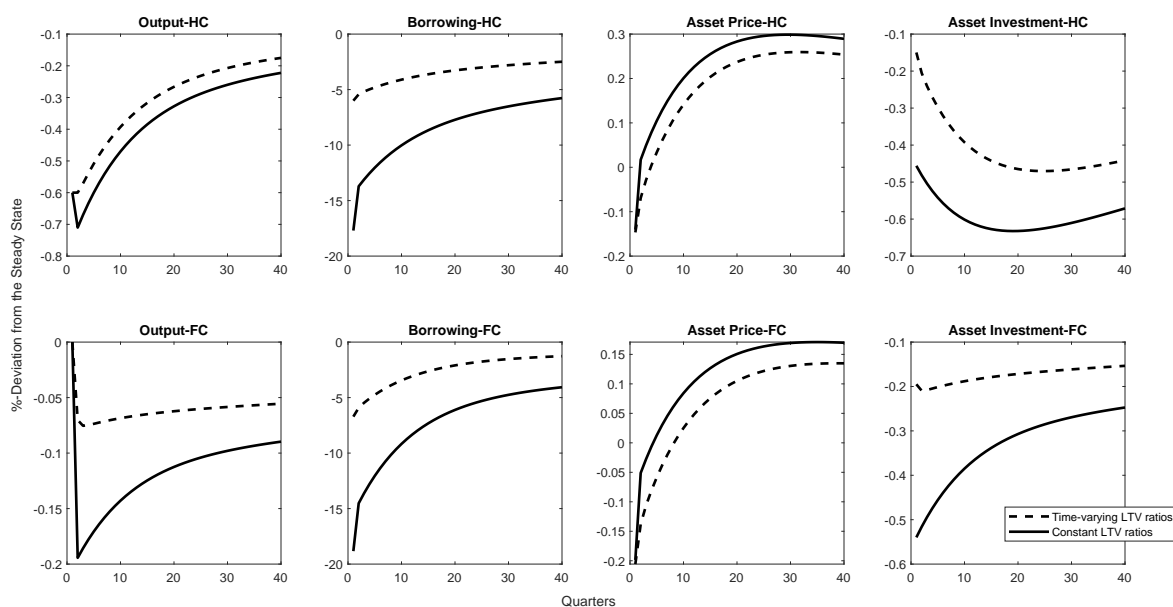 Output-HC
Borrowing-HC
Asset Price-HC
Asset Investment-HC
-0.1
-0.2
-0.3
-0.4
-0.5
-0.6
-0.7
-0.8
0 10 20 30 40
0
-5
-10
-15
-20
0 10 20 30 40
0.3
0.2
0.1
0
-0.1
-0.2
0 10 20 30 40
-0.1
-0.2
-0.3
-0.4
-0.5
-0.6
-0.7
0 10 20 30 40
%-Deviation from the Steady State
Output-FC
Borrowing-FC
Asset Price-FC
Asset Investment-FC
0
-0.05
-0.1
-0.15
-0.2
0 10 20 30 40
0
-5
-10
-15
-20
0 10 20 30 40
0.15
0.1
0.05
0
-0.05
-0.1
-0.15
-0.2
0 10 20 30 40
-0.1
-0.2
-0.3
-0.4
-0.5
-0.6
0 10 20 30 40
Time-varying LTV ratios
Constant LTV ratios
Quarters